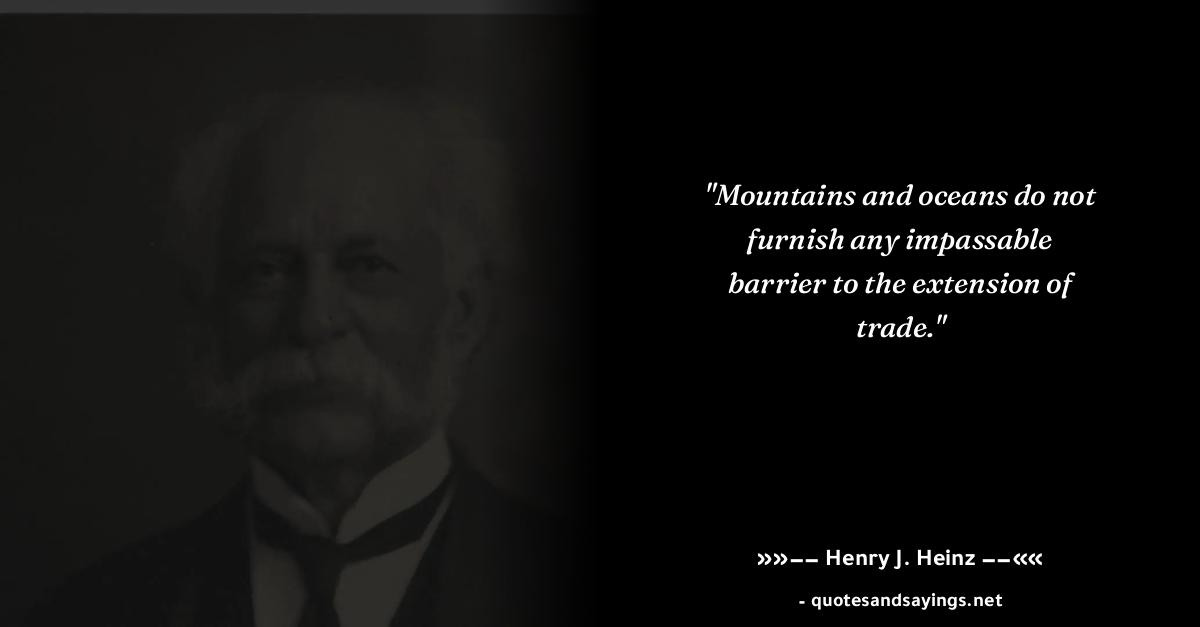 "Mountains and oceans do not
furnish any impassable
barrier to the extension of
trade."
»»–– Henry J. Heinz ––««
- quotesandsayings.net